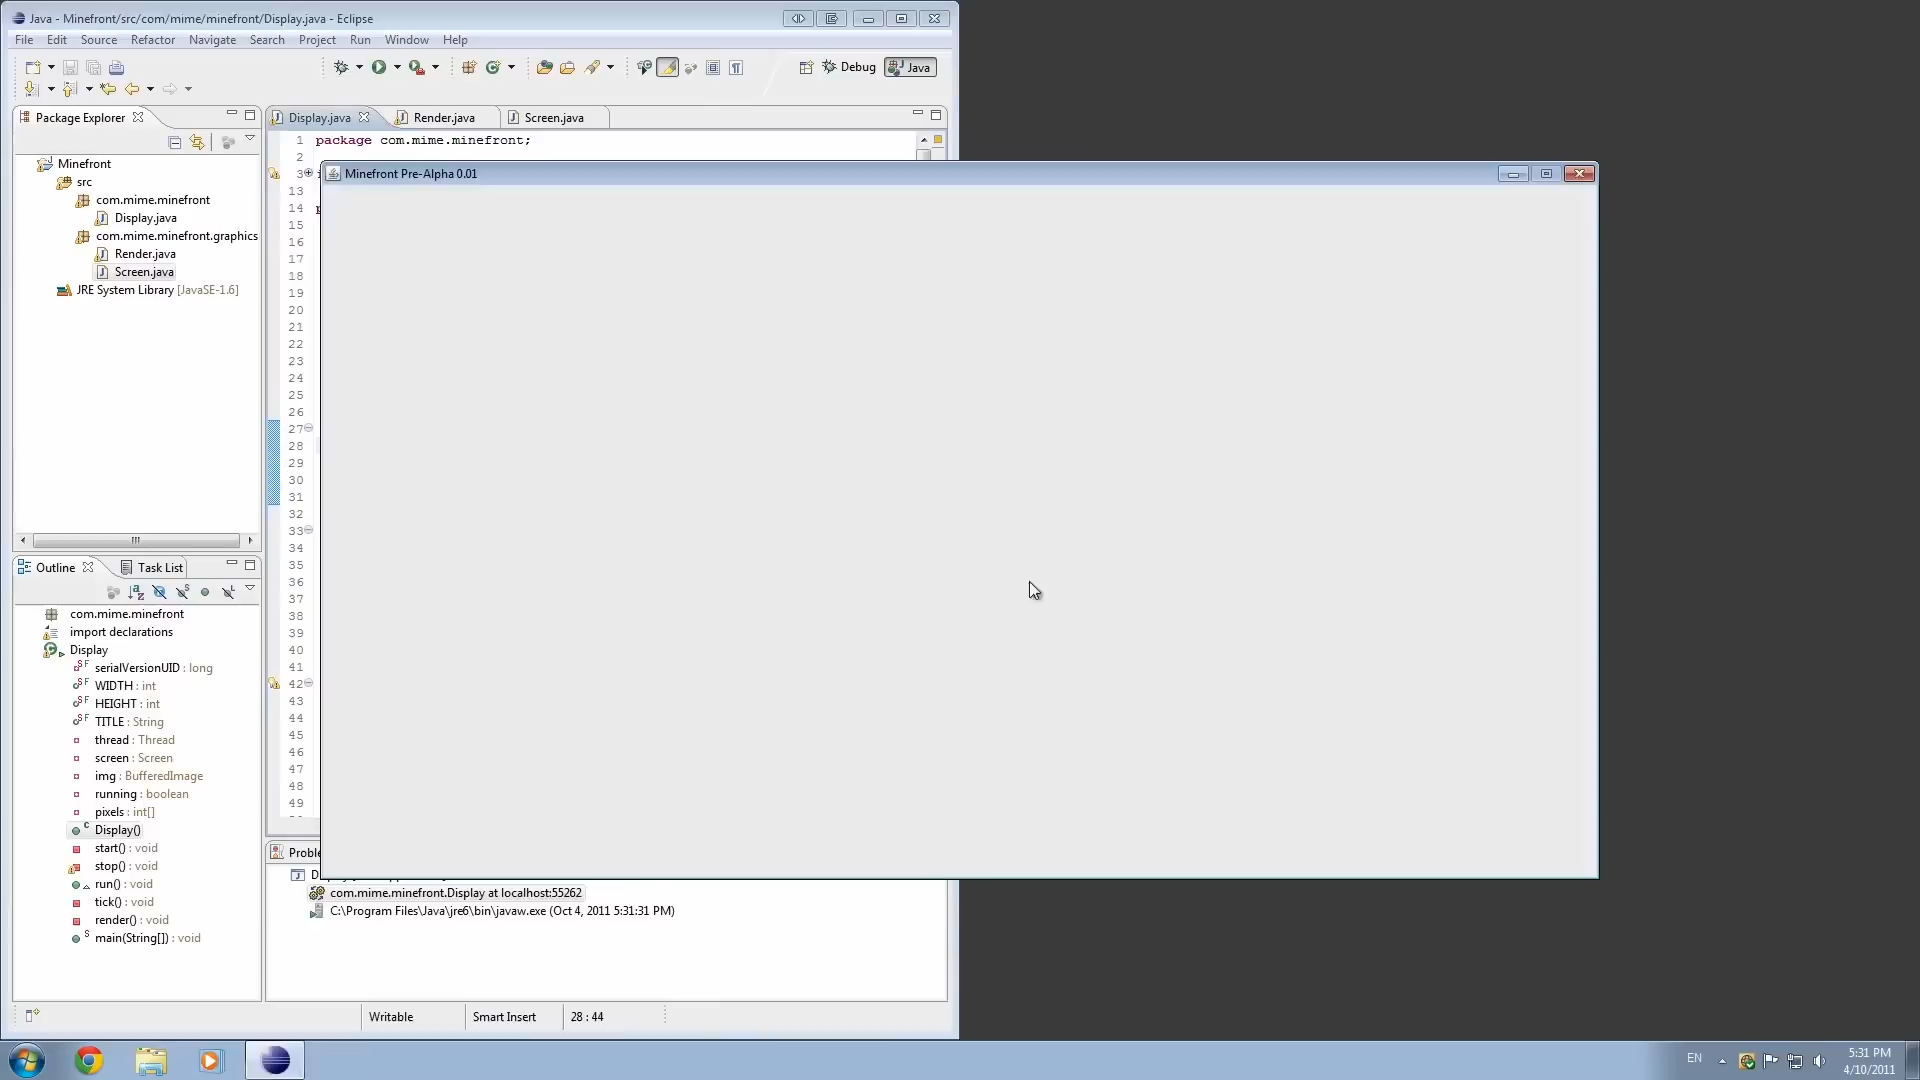 Java - Minefront/src/com/mime/minefront/Display.java - Eclipse
File Edit Source Refactor Navigate Search Project Run Window Help
Debug Java
Package Explorer
Minefront
src
com.mime.minefront
Display.java
com.mime.minefront.graphics
Render.java
Screen.java
JRE System Library [JavaSE-1.6]
Display.java Render.java Screen.java
1 package com.mime.minefront;
2
3
13
14
15
16
17
18
19
20
21
22
23
24
25
26
27
28
29
30
31
32
33
34
35
36
37
38
39
40
41
42
43
44
45
46
47
48
49
Minefront Pre-Alpha 0.01
Outline Task List
com.mime.minefront
import declarations
Display
serialVersionUID : long
WIDTH : int
HEIGHT : int
TITLE : String
thread : Thread
screen : Screen
img : BufferedImage
running : boolean
pixels : int[]
Display()
start() : void
stop() : void
run() : void
tick() : void
render() : void
main(String[]) : void
Proble
com.mime.minefront.Display at localhost:55262
C:\Program Files\Java\jre6\bin\javaw.exe (Oct 4, 2011 5:31:31 PM)
Writable Smart Insert 28 : 44
EN
5:31 PM
4/10/2011